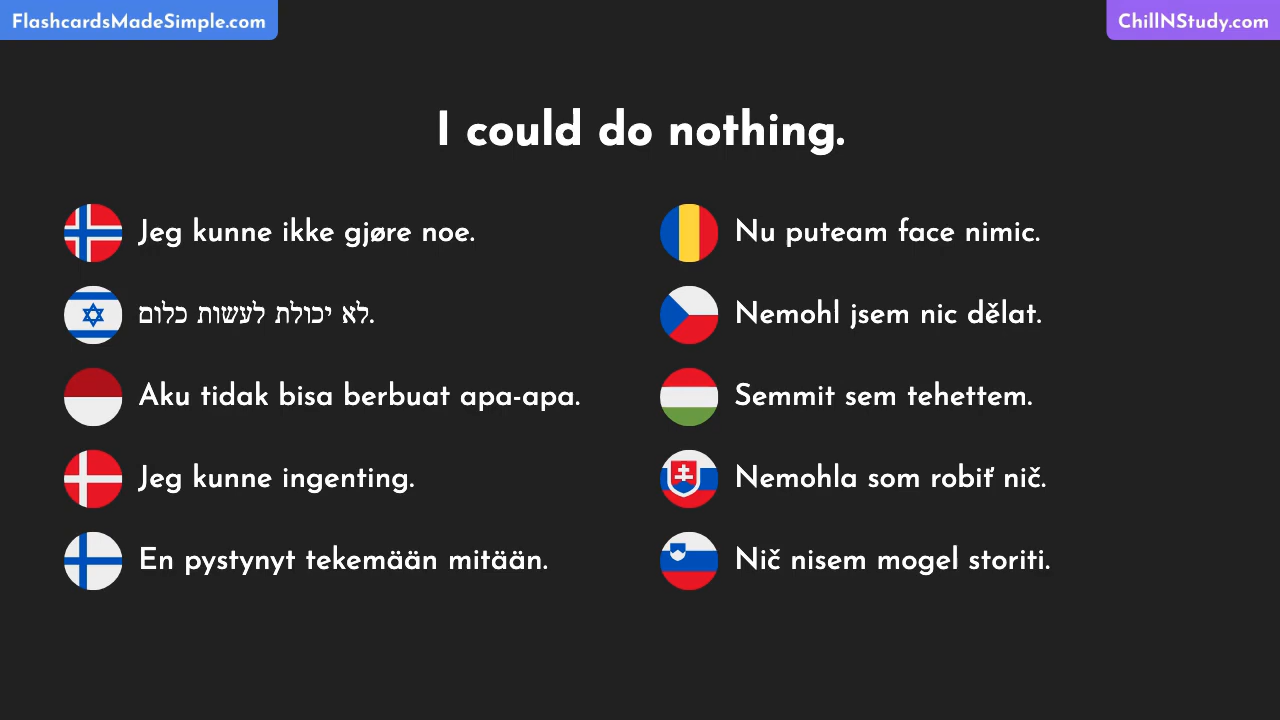 FlashcardsMadeSimple.com
ChillNStudy.com
I could do nothing.
Jeg kunne ikke gjøre noe.
לא יכולת לעשות כלום.
Aku tidak bisa berbuat apa-apa.
Jeg kunne ingenting.
En pystynyt tekemään mitään.
Nu puteam face nimic.
Nemohl jsem nic dělat.
Semmit sem tehettem.
Nemohla som robiť nič.
Nič nisem mogel storiti.